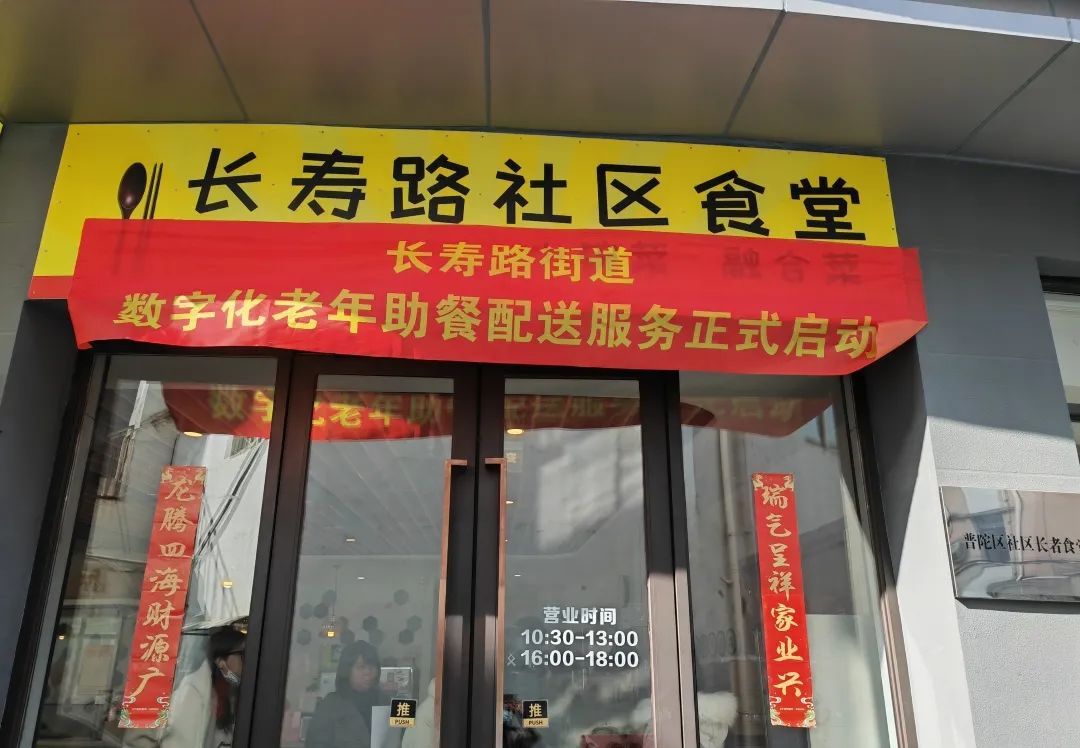 长寿路社区食堂
长寿路街道
数字化老年助餐配送服务正式启动
龙腾四海财源广
瑞气呈祥家业兴
营业时间
10:30-13:00
16:00-18:00
推
PUSH
推
PUSH
普陀区社区长者食